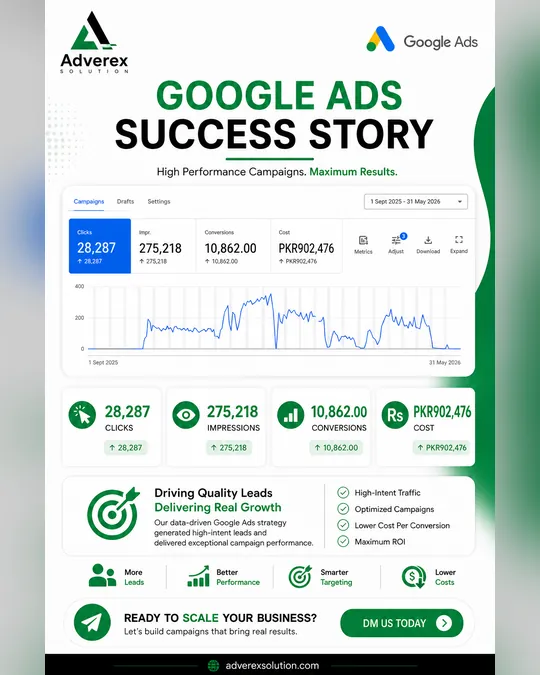 Adverex
SOLUTION
Google Ads
GOOGLE ADS
SUCCESS STORY
High Performance Campaigns. Maximum Results.
Campaigns Drafts Settings
1 Sept 2025 - 31 May 2026
Clicks
28,287
↑ 28,287
Impr.
275,218
↑ 275,218
Conversions
10,862.00
↑ 10,862.00
Cost
PKR902,476
↑ PKR902,476
Metrics
3
Adjust
Download
Expand
400
200
0
1 Sept 2025
31 May 2026
28,287
CLICKS
↑ 28,287
275,218
IMPRESSIONS
↑ 275,218
10,862.00
CONVERSIONS
↑ 10,862.00
Rs
PKR902,476
COST
↑ PKR902,476
Driving Quality Leads
Delivering Real Growth
Our data-driven Google Ads strategy
generated high-intent leads and
delivered exceptional campaign performance.
High-Intent Traffic
Optimized Campaigns
Lower Cost Per Conversion
Maximum ROI
More
Leads
Better
Performance
Smarter
Targeting
$
Lower
Costs
READY TO SCALE YOUR BUSINESS?
Let's build campaigns that bring real results.
DM US TODAY
adverexsolution.com